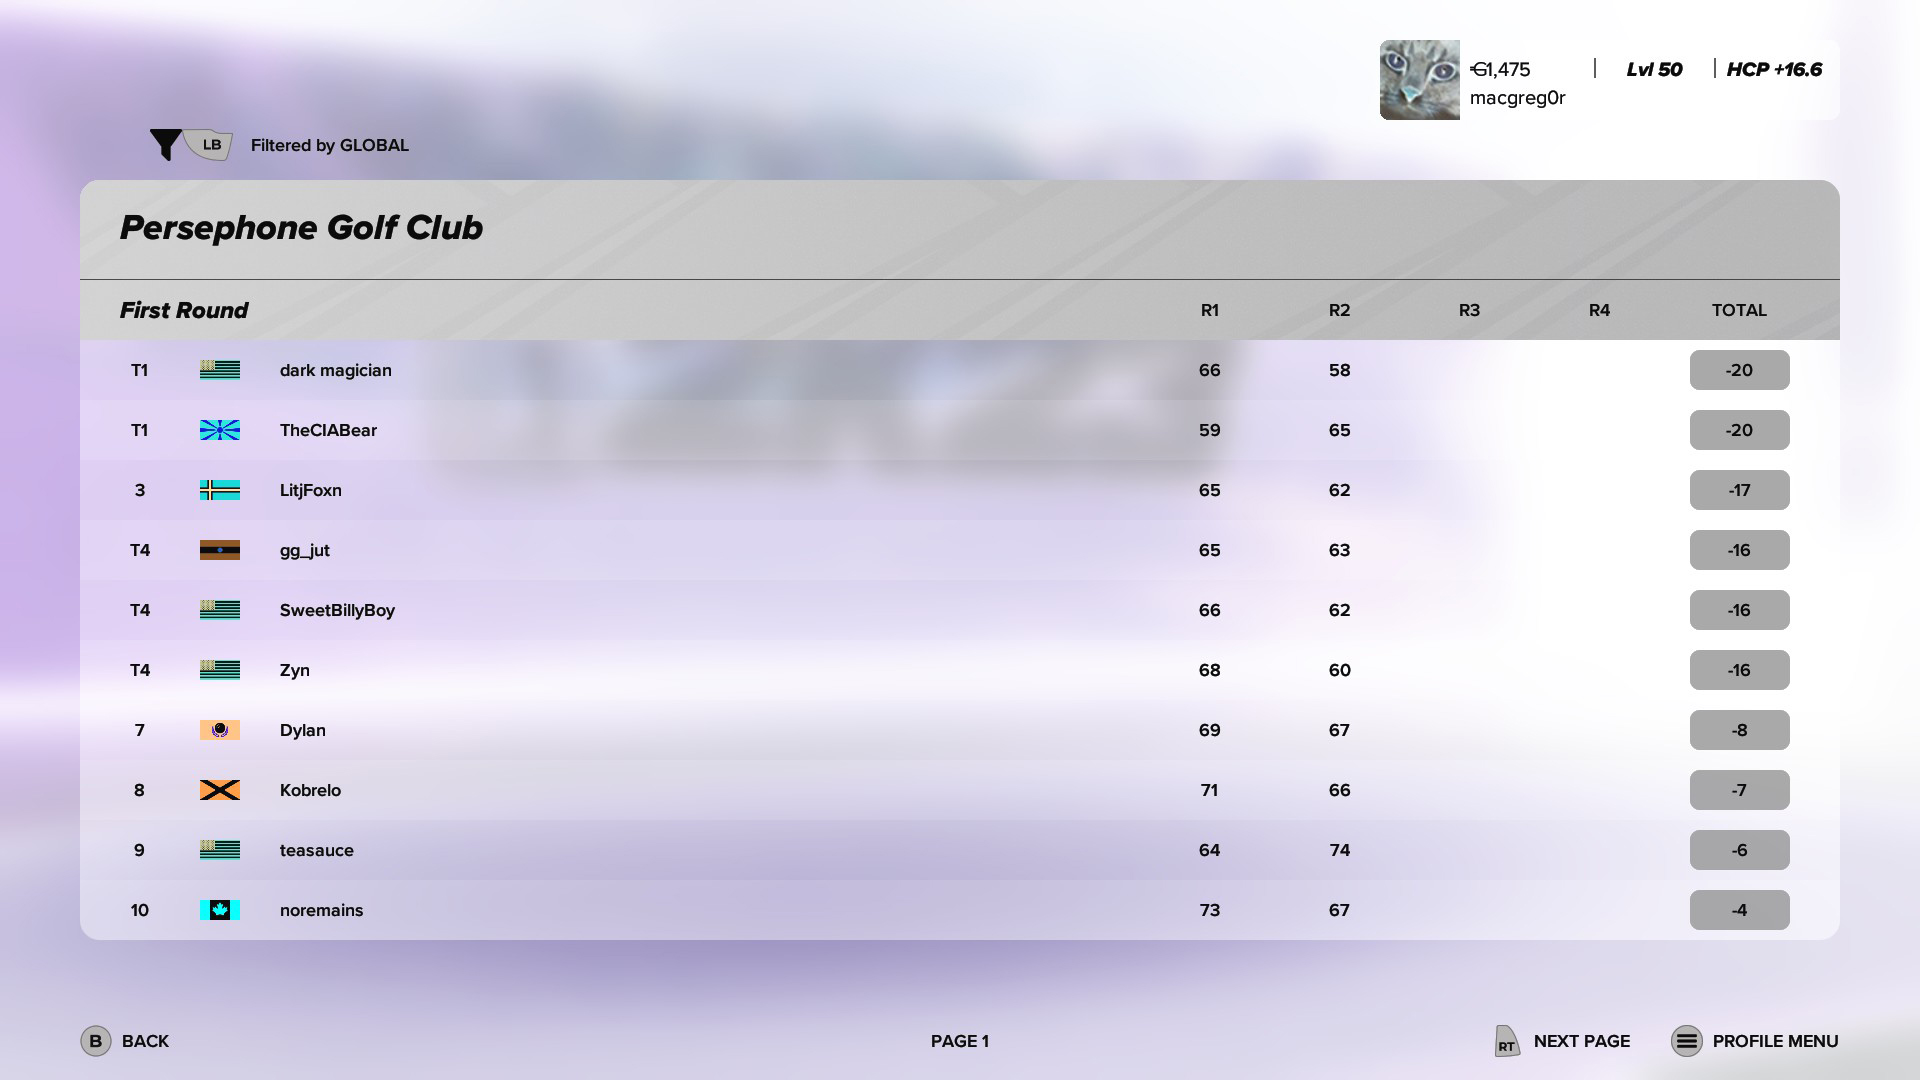 G1,475 | Lvl 50 | HCP +16.6
macgreg0r
LB Filtered by GLOBAL
Persephone Golf Club
First Round R1 R2 R3 R4 TOTAL
T1 dark magician 66 58 -20
T1 TheCIABear 59 65 -20
3 LitjFoxn 65 62 -17
T4 gg_jut 65 63 -16
T4 SweetBillyBoy 66 62 -16
T4 Zyn 68 60 -16
7 Dylan 69 67 -8
8 Kobrelo 71 66 -7
9 teasauce 64 74 -6
10 noremains 73 67 -4
B BACK PAGE 1 RT NEXT PAGE PROFILE MENU